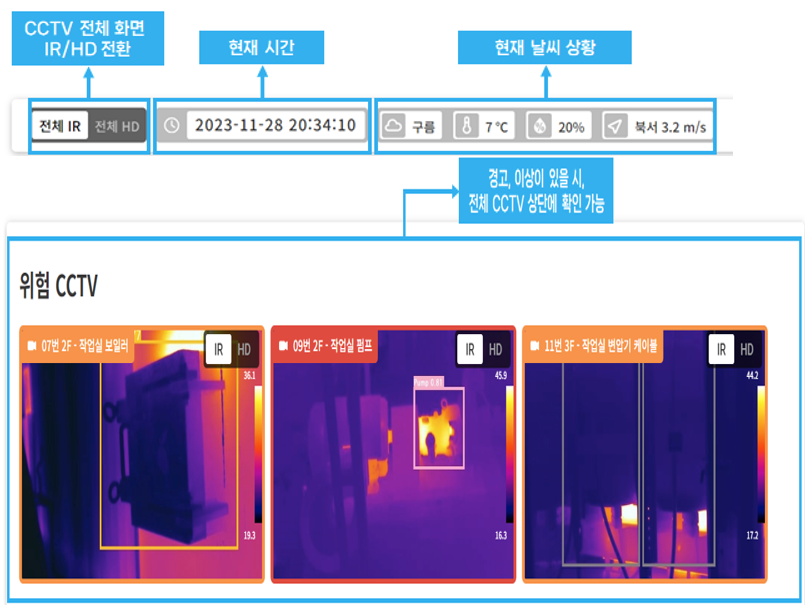 CCTV 전체 화면
IR/HD 전환
현재 시간
현재 날씨 상황
전체 IR 전체 HD
2023-11-28 20:34:10
구름 7 ℃ 20% 북서 3.2 m/s
경고, 이상이 있을 시,
전체 CCTV 상단에 확인 가능
위험 CCTV
07번 2F - 작업실 보일러
IR HD
36.1
19.3
09번 2F - 작업실 펌프
IR HD
45.9
Pump 0.81
16.3
11번 3F - 작업실 변압기 케이블
IR HD
44.2
17.2